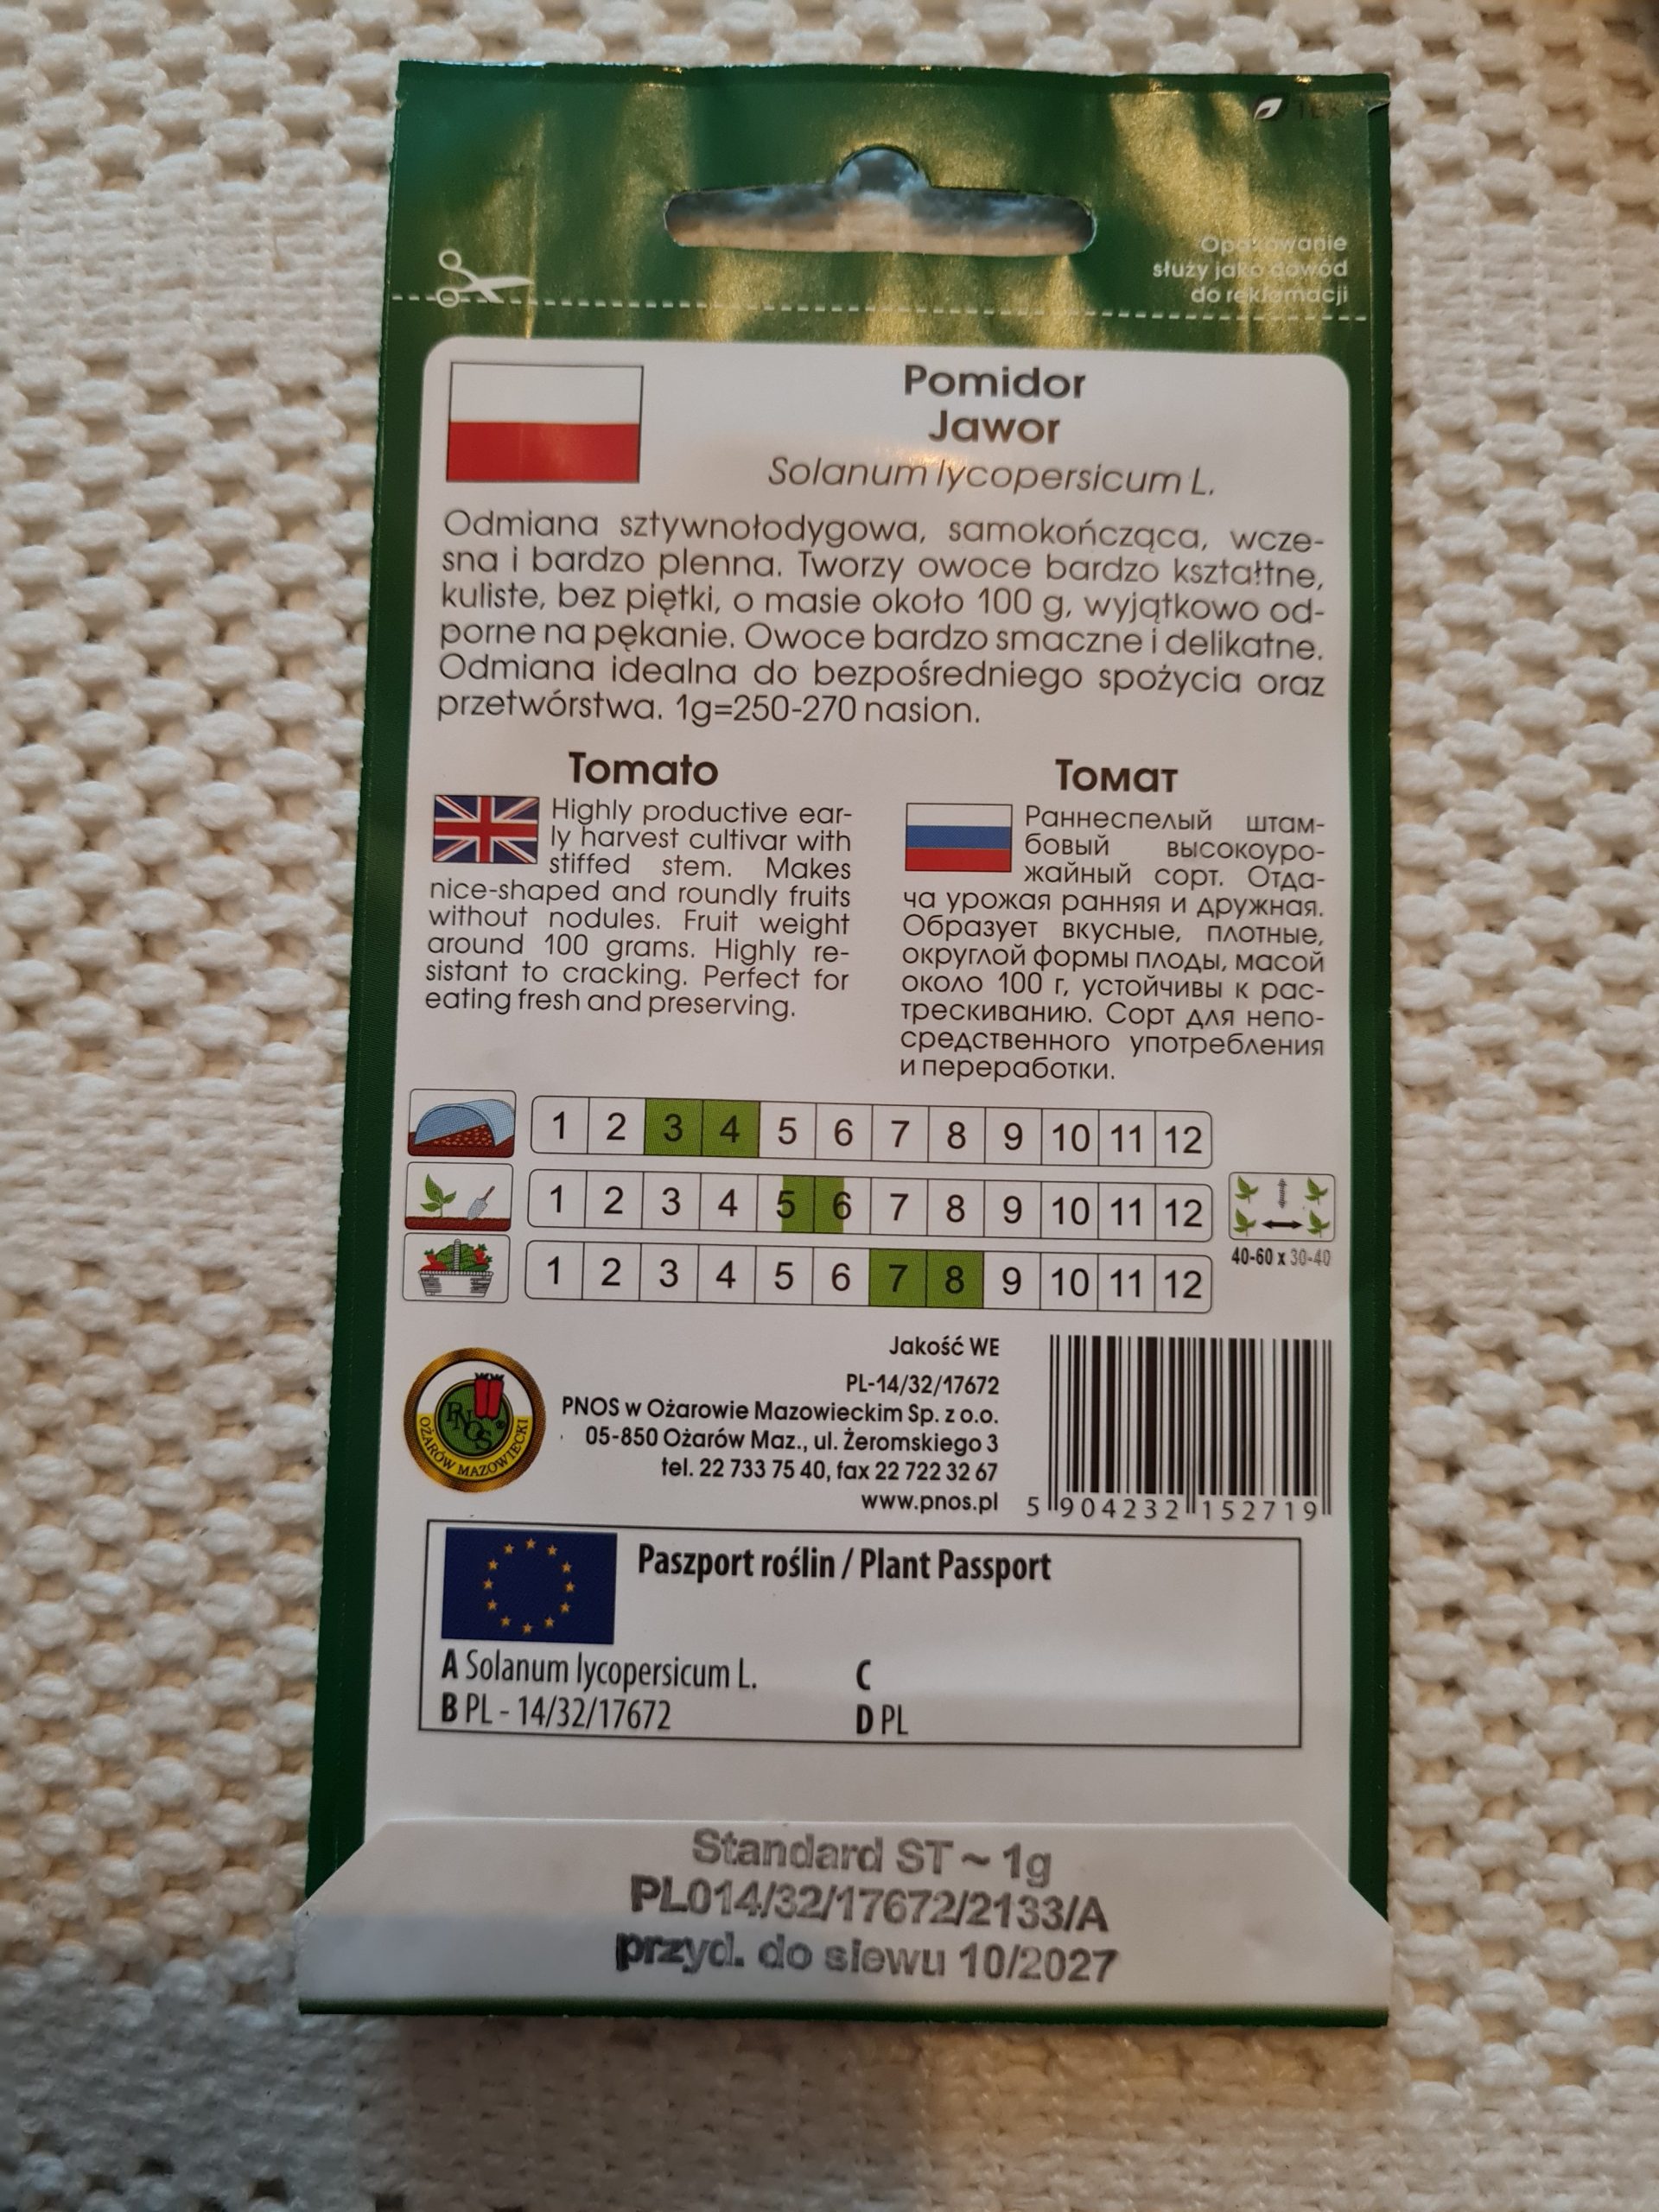 Opakowanie
służy jako dowód
do reklamacji
Pomidor
Jawor
Solanum lycopersicum L.
Odmiana sztywnołodygowa, samokończąca, wcze-
sna i bardzo plenna. Tworzy owoce bardzo kształtne,
kuliste, bez piętki, o masie około 100 g, wyjątkowo od-
porne na pękanie. Owoce bardzo smaczne i delikatne.
Odmiana idealna do bezpośredniego spożycia oraz
przetwórstwa. 1g=250-270 nasion.
Tomato
Highly productive ear-
ly harvest cultivar with
stiffed stem. Makes
nice-shaped and roundly fruits
without nodules. Fruit weight
around 100 grams. Highly re-
sistant to cracking. Perfect for
eating fresh and preserving.
Томат
Раннеспелый штам-
бовый высокоуро-
жайный сорт. Отда-
ча урожая ранняя и дружная.
Образует вкусные, плотные,
округлой формы плоды, масой
около 100 г, устойчивы к рас-
трескиванию. Сорт для непо-
средственного употребления
и переработки.
1 2 3 4 5 6 7 8 9 10 11 12
1 2 3 4 5 6 7 8 9 10 11 12
40-60 x 30-40
1 2 3 4 5 6 7 8 9 10 11 12
Jakość WE
PL-14/32/17672
PNOS w Ożarowie Mazowieckim Sp. z o.o.
05-850 Ożarów Maz., ul. Żeromskiego 3
tel. 22 733 75 40, fax 22 722 32 67
www.pnos.pl
PNOS ®
OŻARÓW MAZOWIECKI
5 904232 152719
Paszport roślin / Plant Passport
A Solanum lycopersicum L. C
B PL - 14/32/17672 D PL
Standard ST ~ 1g
PL014/32/17672/2133/A
przyd. do siewu 10/2027